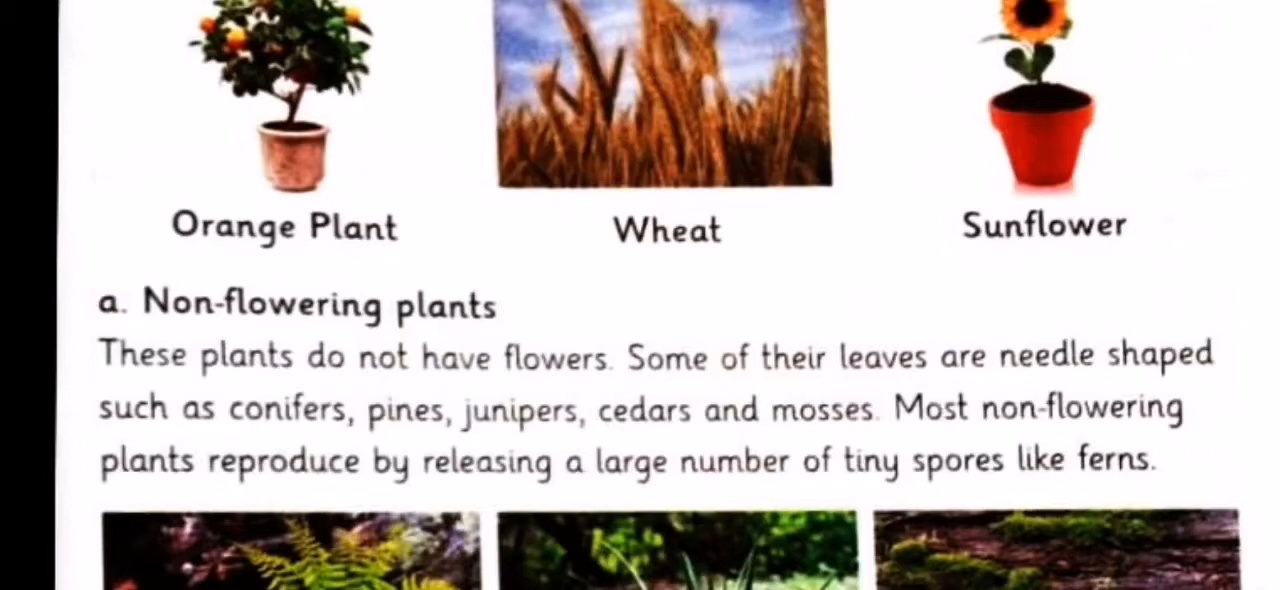 Orange Plant
Wheat
Sunflower
a. Non-flowering plants
These plants do not have flowers. Some of their leaves are needle shaped
such as conifers, pines, junipers, cedars and mosses. Most non-flowering
plants reproduce by releasing a large number of tiny spores like ferns.